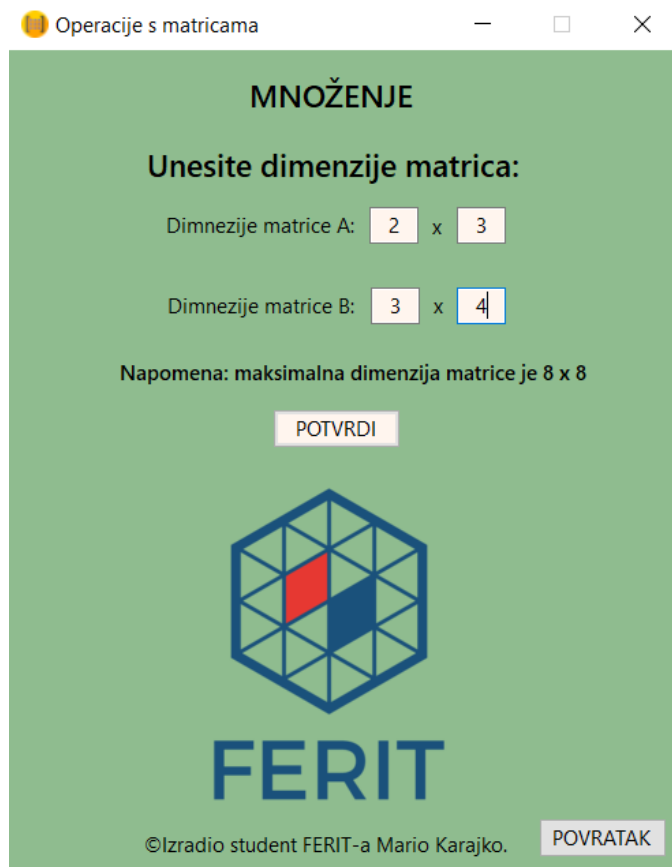 Operacije s matricama
MNOŽENJE
Unesite dimenzije matrica:
Dimnezije matrice A: 2 x 3
Dimnezije matrice B: 3 x 4
Napomena: maksimalna dimenzija matrice je 8 x 8
POTVRDI
FERIT
©Izradio student FERIT-a Mario Karajko.
POVRATAK